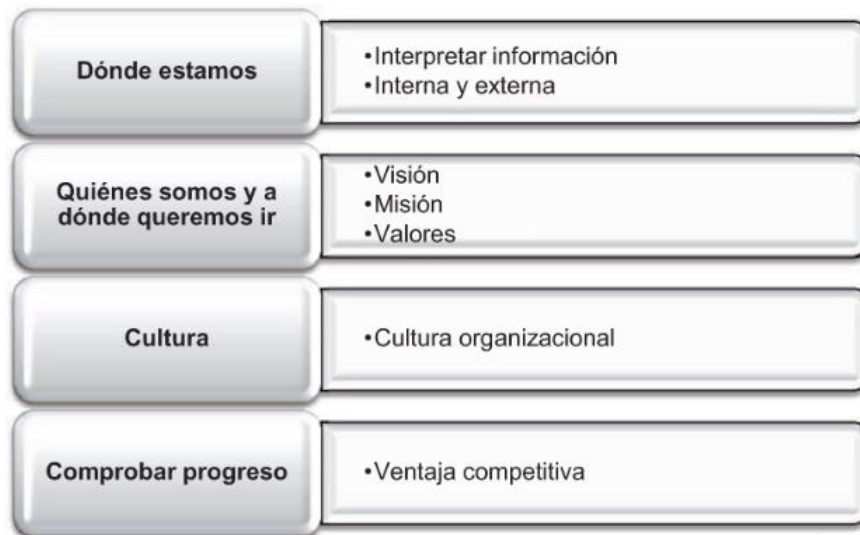 Dónde estamos
•Interpretar información
•Interna y externa
Quiénes somos y a
dónde queremos ir
•Visión
•Misión
•Valores
Cultura
•Cultura organizacional
Comprobar progreso
•Ventaja competitiva